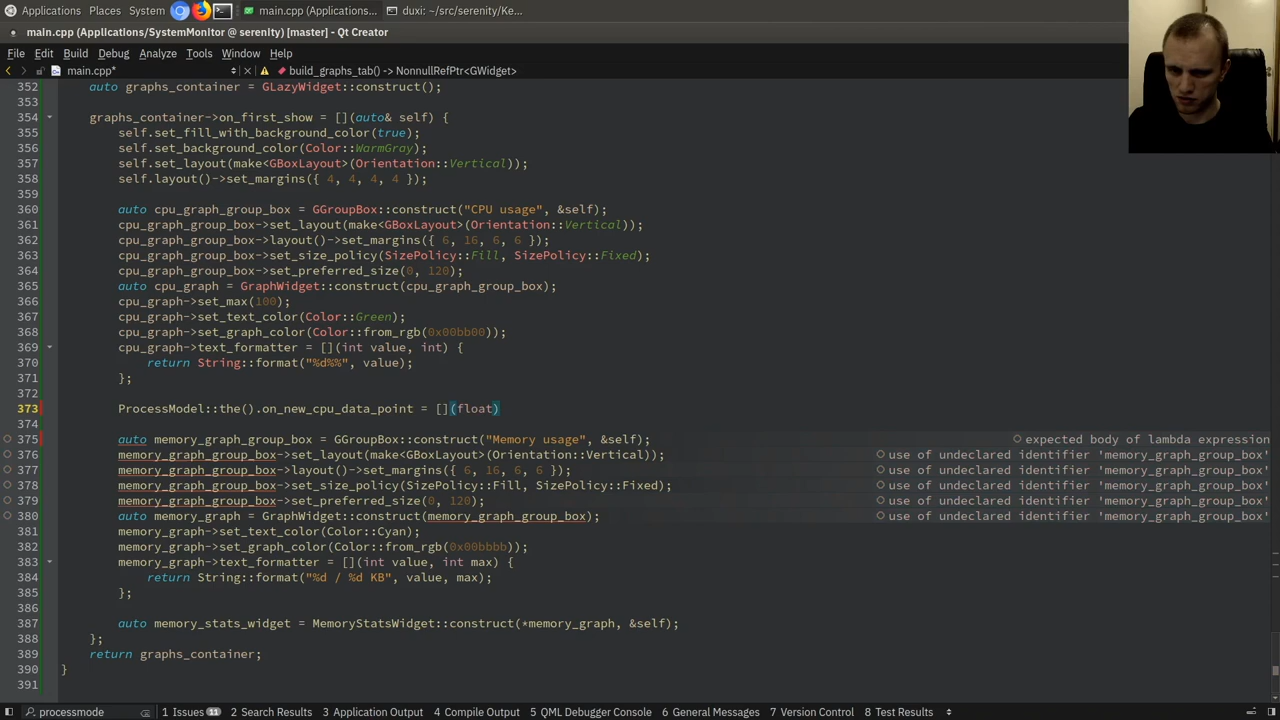 Applications Places System main.cpp (Applications... duxi: ~/src/serenity/Ke...
main.cpp (Applications/SystemMonitor @ serenity) [master] - Qt Creator
File Edit Build Debug Analyze Tools Window Help
main.cpp* build_graphs_tab() → NonnullRefPtr<GWidget>
352 auto graphs_container = GLazyWidget::construct();
353
354 graphs_container->on_first_show = [](auto& self) {
355 self.set_fill_with_background_color(true);
356 self.set_background_color(Color::WarmGray);
357 self.set_layout(make<GBoxLayout>(Orientation::Vertical));
358 self.layout()->set_margins({ 4, 4, 4, 4 });
359
360 auto cpu_graph_group_box = GGroupBox::construct("CPU usage", &self);
361 cpu_graph_group_box->set_layout(make<GBoxLayout>(Orientation::Vertical));
362 cpu_graph_group_box->layout()->set_margins({ 6, 16, 6, 6 });
363 cpu_graph_group_box->set_size_policy(SizePolicy::Fill, SizePolicy::Fixed);
364 cpu_graph_group_box->set_preferred_size(0, 120);
365 auto cpu_graph = GraphWidget::construct(cpu_graph_group_box);
366 cpu_graph->set_max(100);
367 cpu_graph->set_text_color(Color::Green);
368 cpu_graph->set_graph_color(Color::from_rgb(0x00bb00));
369 cpu_graph->text_formatter = [](int value, int) {
370 return String::format("%d%%", value);
371 };
372
373 ProcessModel::the().on_new_cpu_data_point = [](float)
374
375 auto memory_graph_group_box = GGroupBox::construct("Memory usage", &self); expected body of lambda expression
376 memory_graph_group_box->set_layout(make<GBoxLayout>(Orientation::Vertical)); use of undeclared identifier 'memory_graph_group_box'
377 memory_graph_group_box->layout()->set_margins({ 6, 16, 6, 6 }); use of undeclared identifier 'memory_graph_group_box'
378 memory_graph_group_box->set_size_policy(SizePolicy::Fill, SizePolicy::Fixed); use of undeclared identifier 'memory_graph_group_box'
379 memory_graph_group_box->set_preferred_size(0, 120); use of undeclared identifier 'memory_graph_group_box'
380 auto memory_graph = GraphWidget::construct(memory_graph_group_box); use of undeclared identifier 'memory_graph_group_box'
381 memory_graph->set_text_color(Color::Cyan);
382 memory_graph->set_graph_color(Color::from_rgb(0x00bbbb));
383 memory_graph->text_formatter = [](int value, int max) {
384 return String::format("%d / %d KB", value, max);
385 };
386
387 auto memory_stats_widget = MemoryStatsWidget::construct(*memory_graph, &self);
388 };
389 return graphs_container;
390 }
391
processmode 1 Issues 11 2 Search Results 3 Application Output 4 Compile Output 5 QML Debugger Console 6 General Messages 7 Version Control 8 Test Results